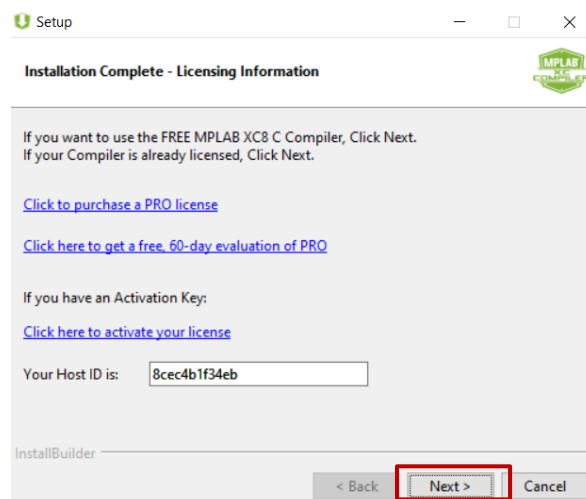 Setup
Installation Complete - Licensing Information
MPLAB
XC8
COMPILER
If you want to use the FREE MPLAB XC8 C Compiler, Click Next.
If your Compiler is already licensed, Click Next.
Click to purchase a PRO license
Click here to get a free, 60-day evaluation of PRO
If you have an Activation Key:
Click here to activate your license
Your Host ID is: 8cec4b1f34eb
InstallBuilder
< Back Next > Cancel